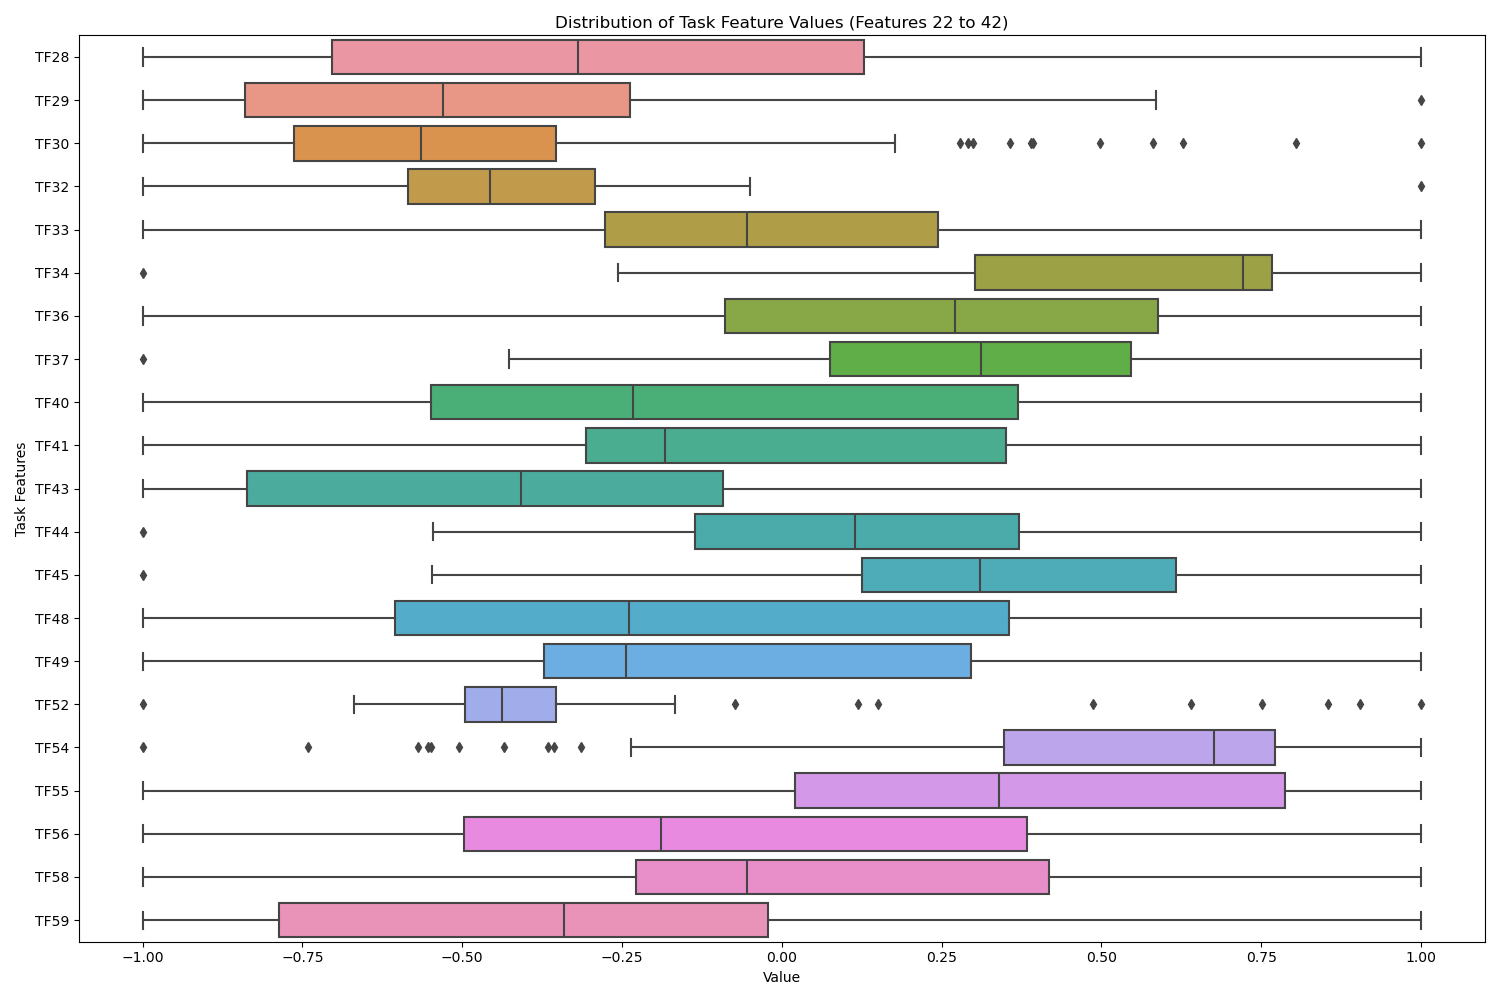 Distribution of Task Feature Values (Features 22 to 42)
TF28
TF29
TF30
TF32
TF33
TF34
TF36
TF37
TF40
TF41
TF43
TF44
TF45
TF48
TF49
TF52
TF54
TF55
TF56
TF58
TF59
Task Features
−1.00 −0.75 −0.50 −0.25 0.00 0.25 0.50 0.75 1.00
Value